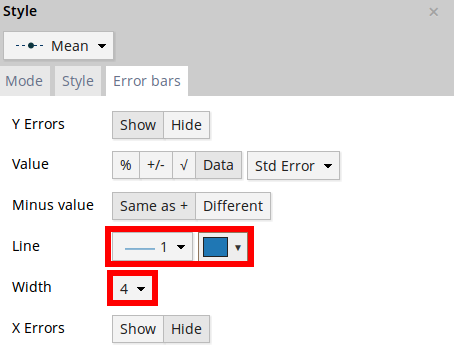 Style ×
Mean
Mode Style Error bars
Y Errors Show Hide
Value % +/- √ Data Std Error
Minus value Same as + Different
Line 1
Width 4
X Errors Show Hide